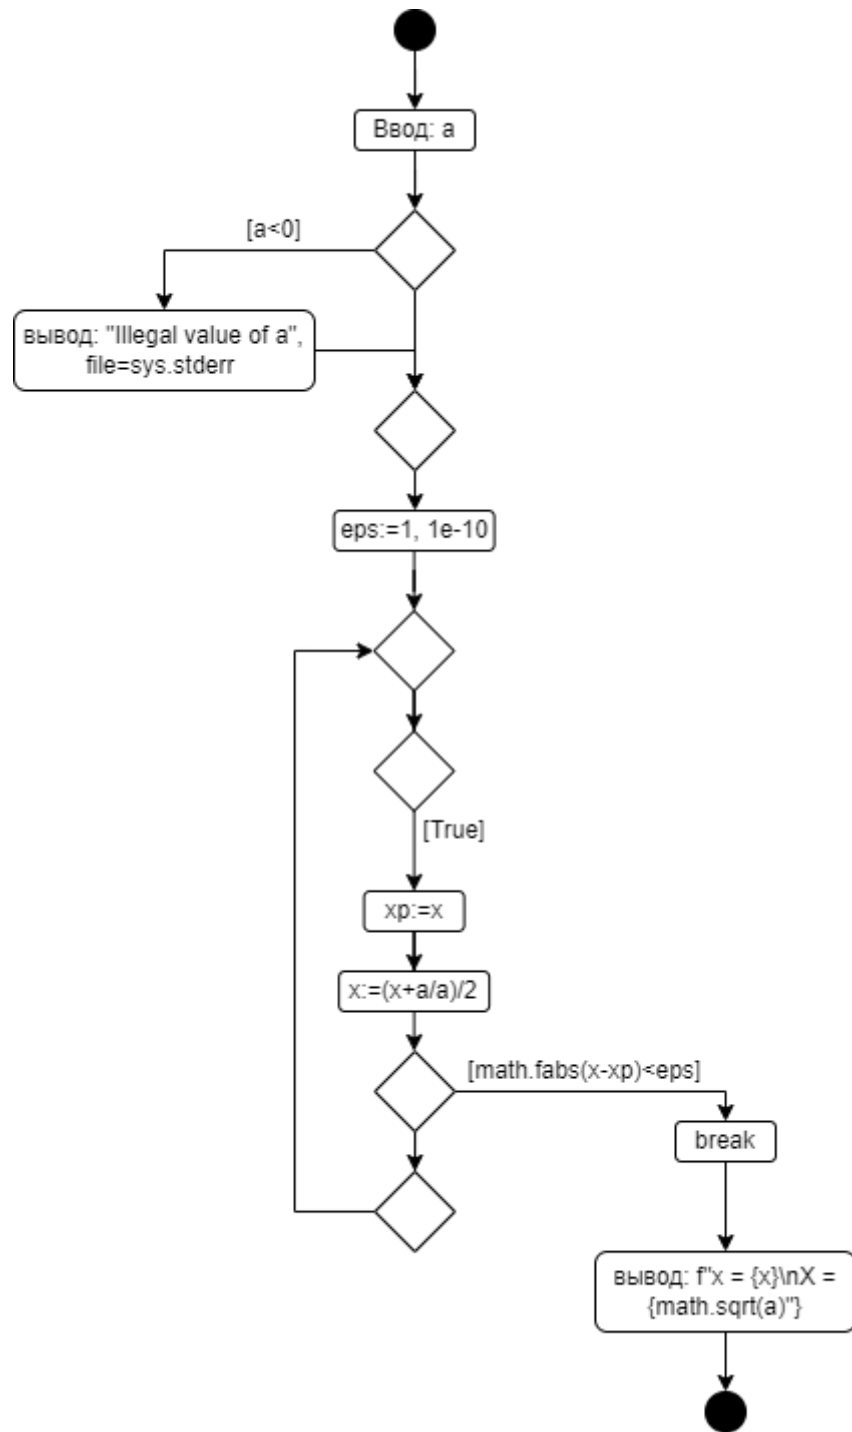 Ввод: a
[a<0]
вывод: "Illegal value of a",
file=sys.stderr
eps:=1, 1e-10
[True]
xp:=x
x:=(x+a/a)/2
[math.fabs(x-xp)<eps]
break
вывод: f"x = {x}\nX =
{math.sqrt(a)"}